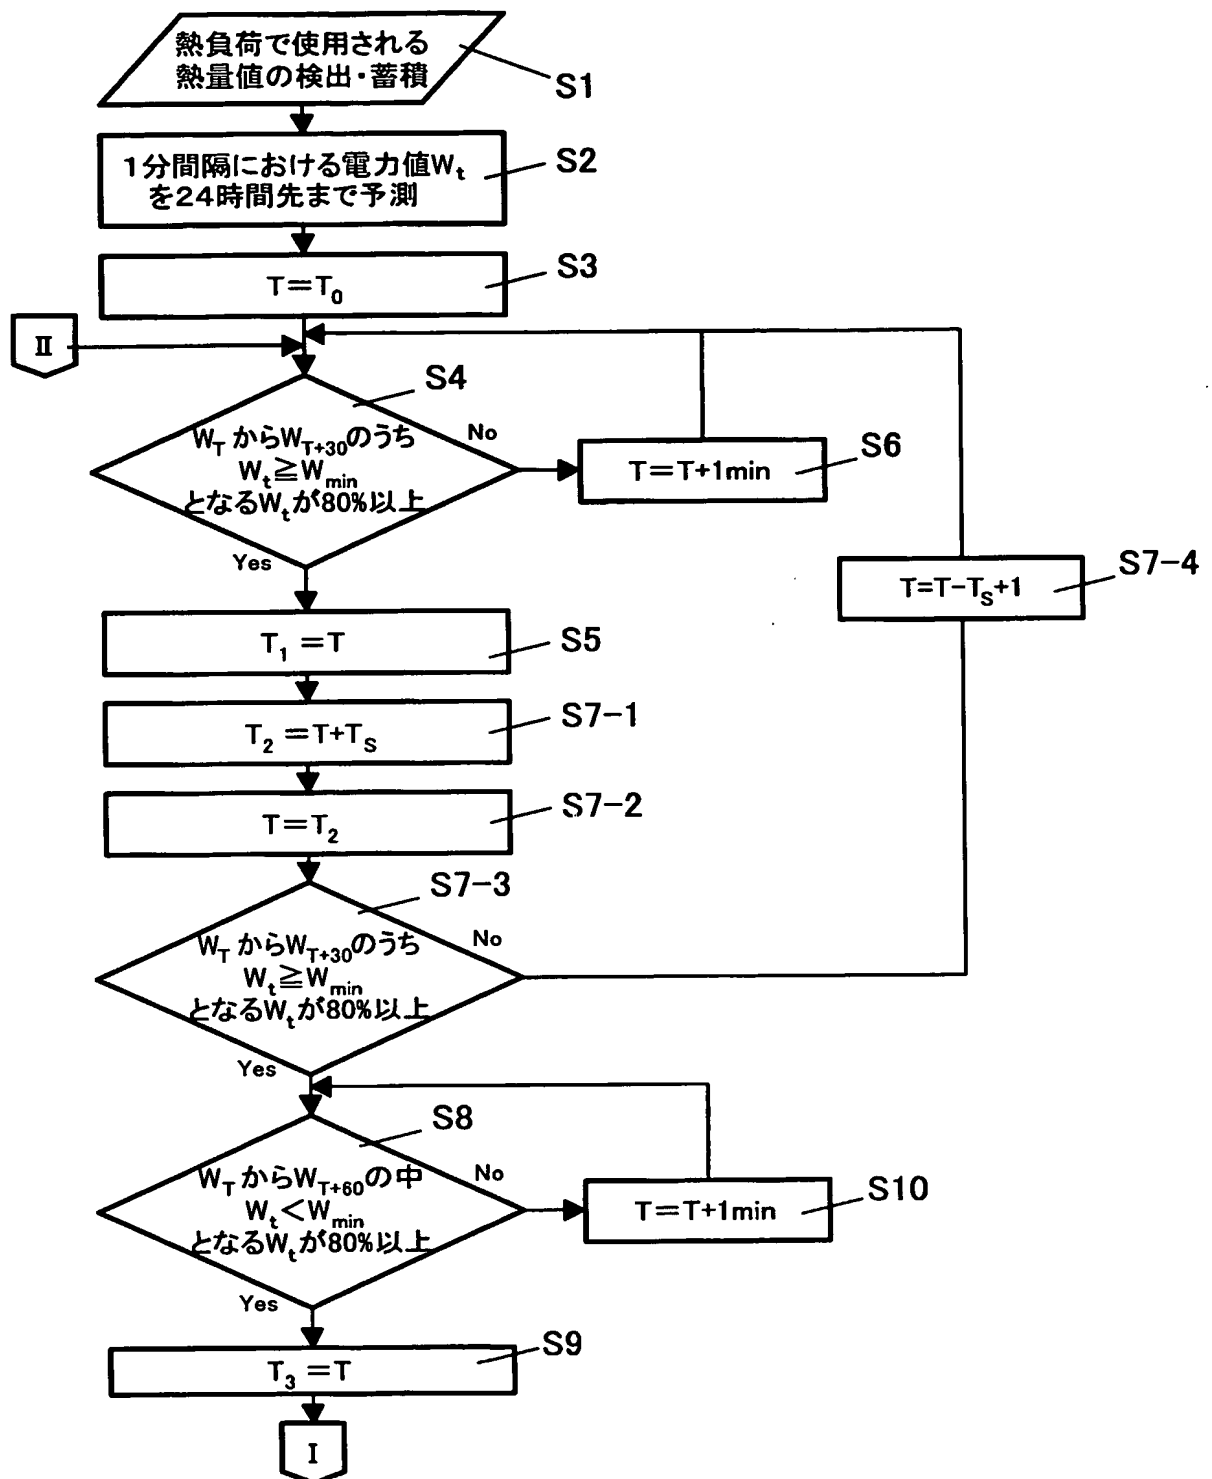 熱負荷で使用される
熱量値の検出・蓄積
S1
1分間隔における電力値Wt
を24時間先まで予測
S2
T=T0
S3
II
S4
WTからWT+30のうち
Wt≧Wmin
となるWtが80%以上
No
Yes
T=T+1min
S6
T=T-TS+1
S7-4
T1=T
S5
T2=T+TS
S7-1
T=T2
S7-2
S7-3
WTからWT+30のうち
Wt≧Wmin
となるWtが80%以上
No
Yes
S8
WTからWT+60の中
Wt<Wmin
となるWtが80%以上
No
Yes
T=T+1min
S10
T3=T
S9
I